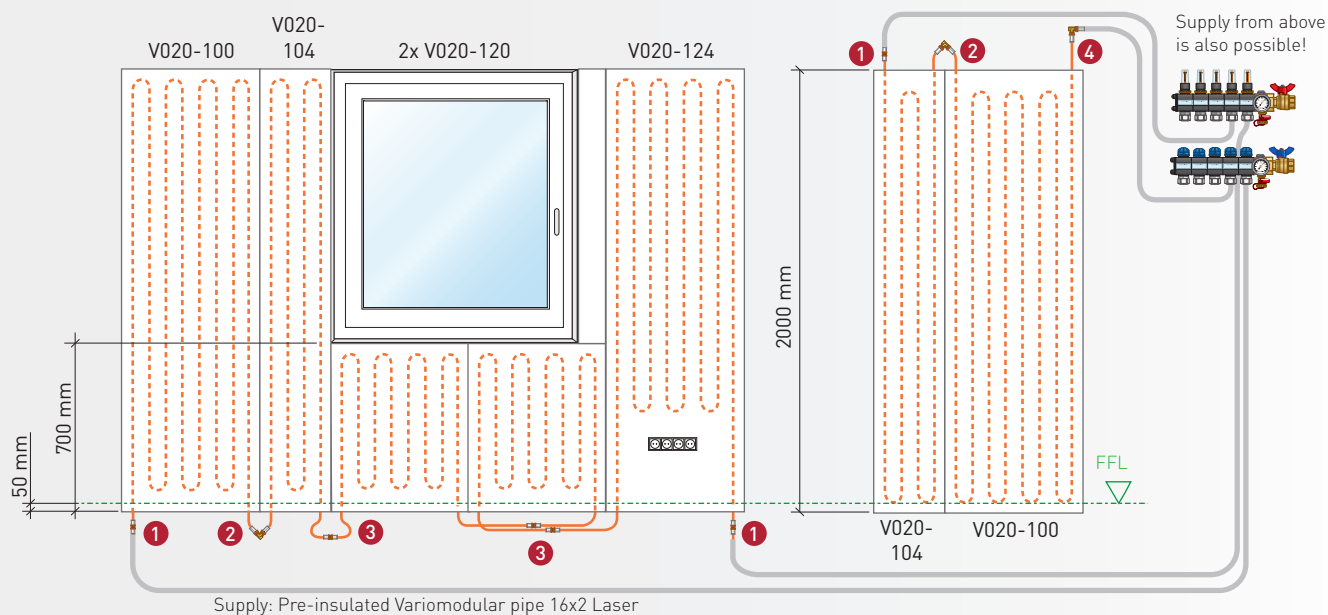 V020-100
V020-
104
2x V020-120
V020-124
1
2
4
Supply from above
is also possible!
2000 mm
700 mm
50 mm
FFL
1
2
3
3
1
V020-
104
V020-100
Supply: Pre-insulated Variomodular pipe 16x2 Laser